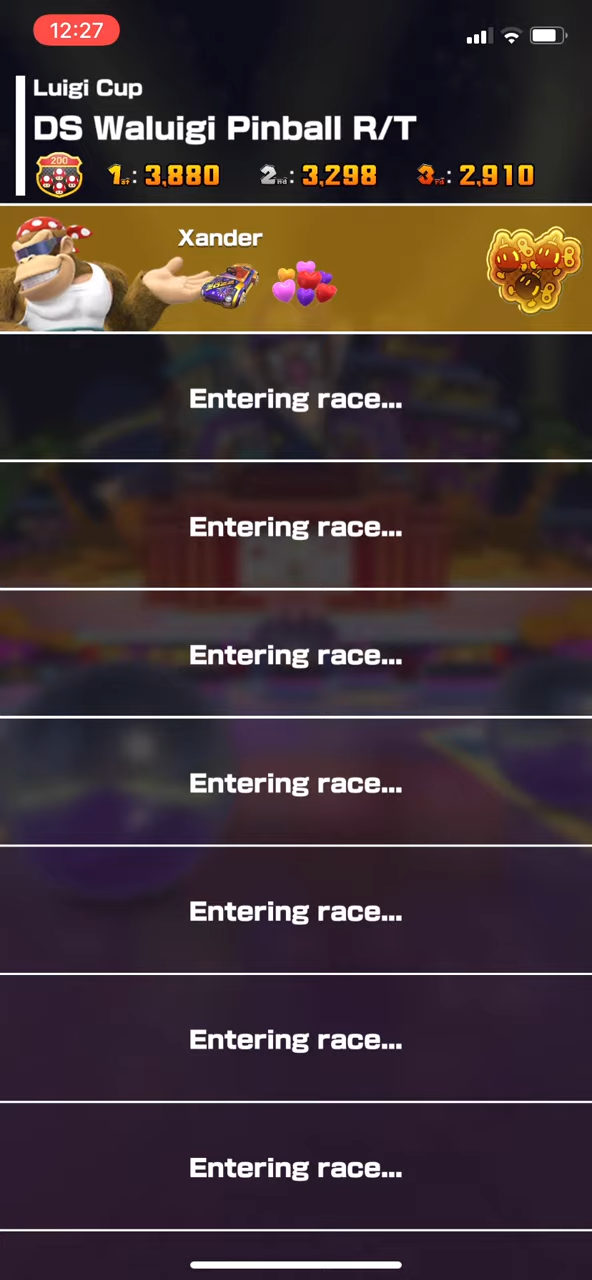 12:27
Luigi Cup
DS Waluigi Pinball R/T
200
1st: 3,880 2nd: 3,298 3rd: 2,910
Xander
Entering race...
Entering race...
Entering race...
Entering race...
Entering race...
Entering race...
Entering race...